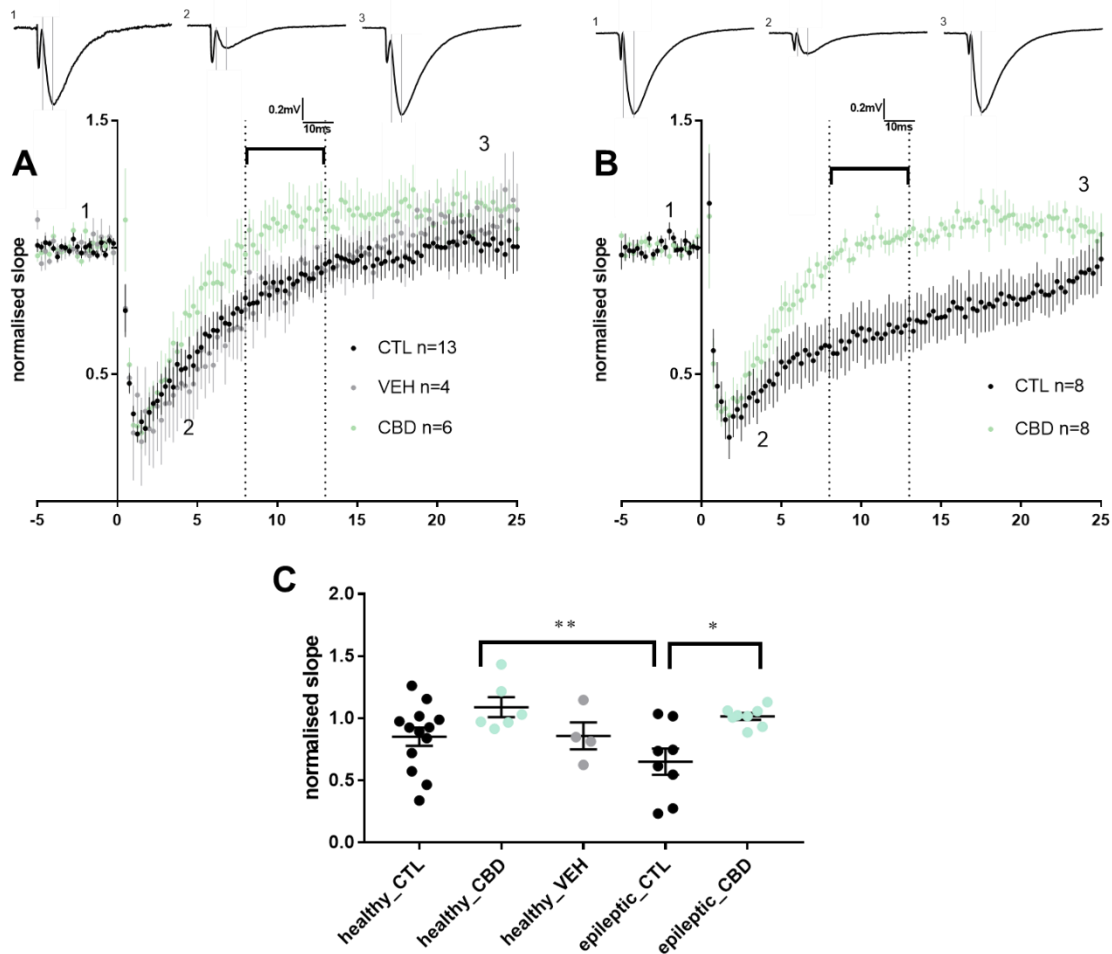 1
2
3
0.2mV
10ms
A
normalised slope
1.5
0.5
1
2
3
CTL n=13
VEH n=4
CBD n=6
-5 0 5 10 15 20 25
1
2
3
0.2mV
10ms
B
normalised slope
1.5
0.5
1
2
3
CTL n=8
CBD n=8
-5 0 5 10 15 20 25
C
normalised slope
2.0
1.5
1.0
0.5
0.0
**
*
healthy_CTL
healthy_CBD
healthy_VEH
epileptic_CTL
epileptic_CBD